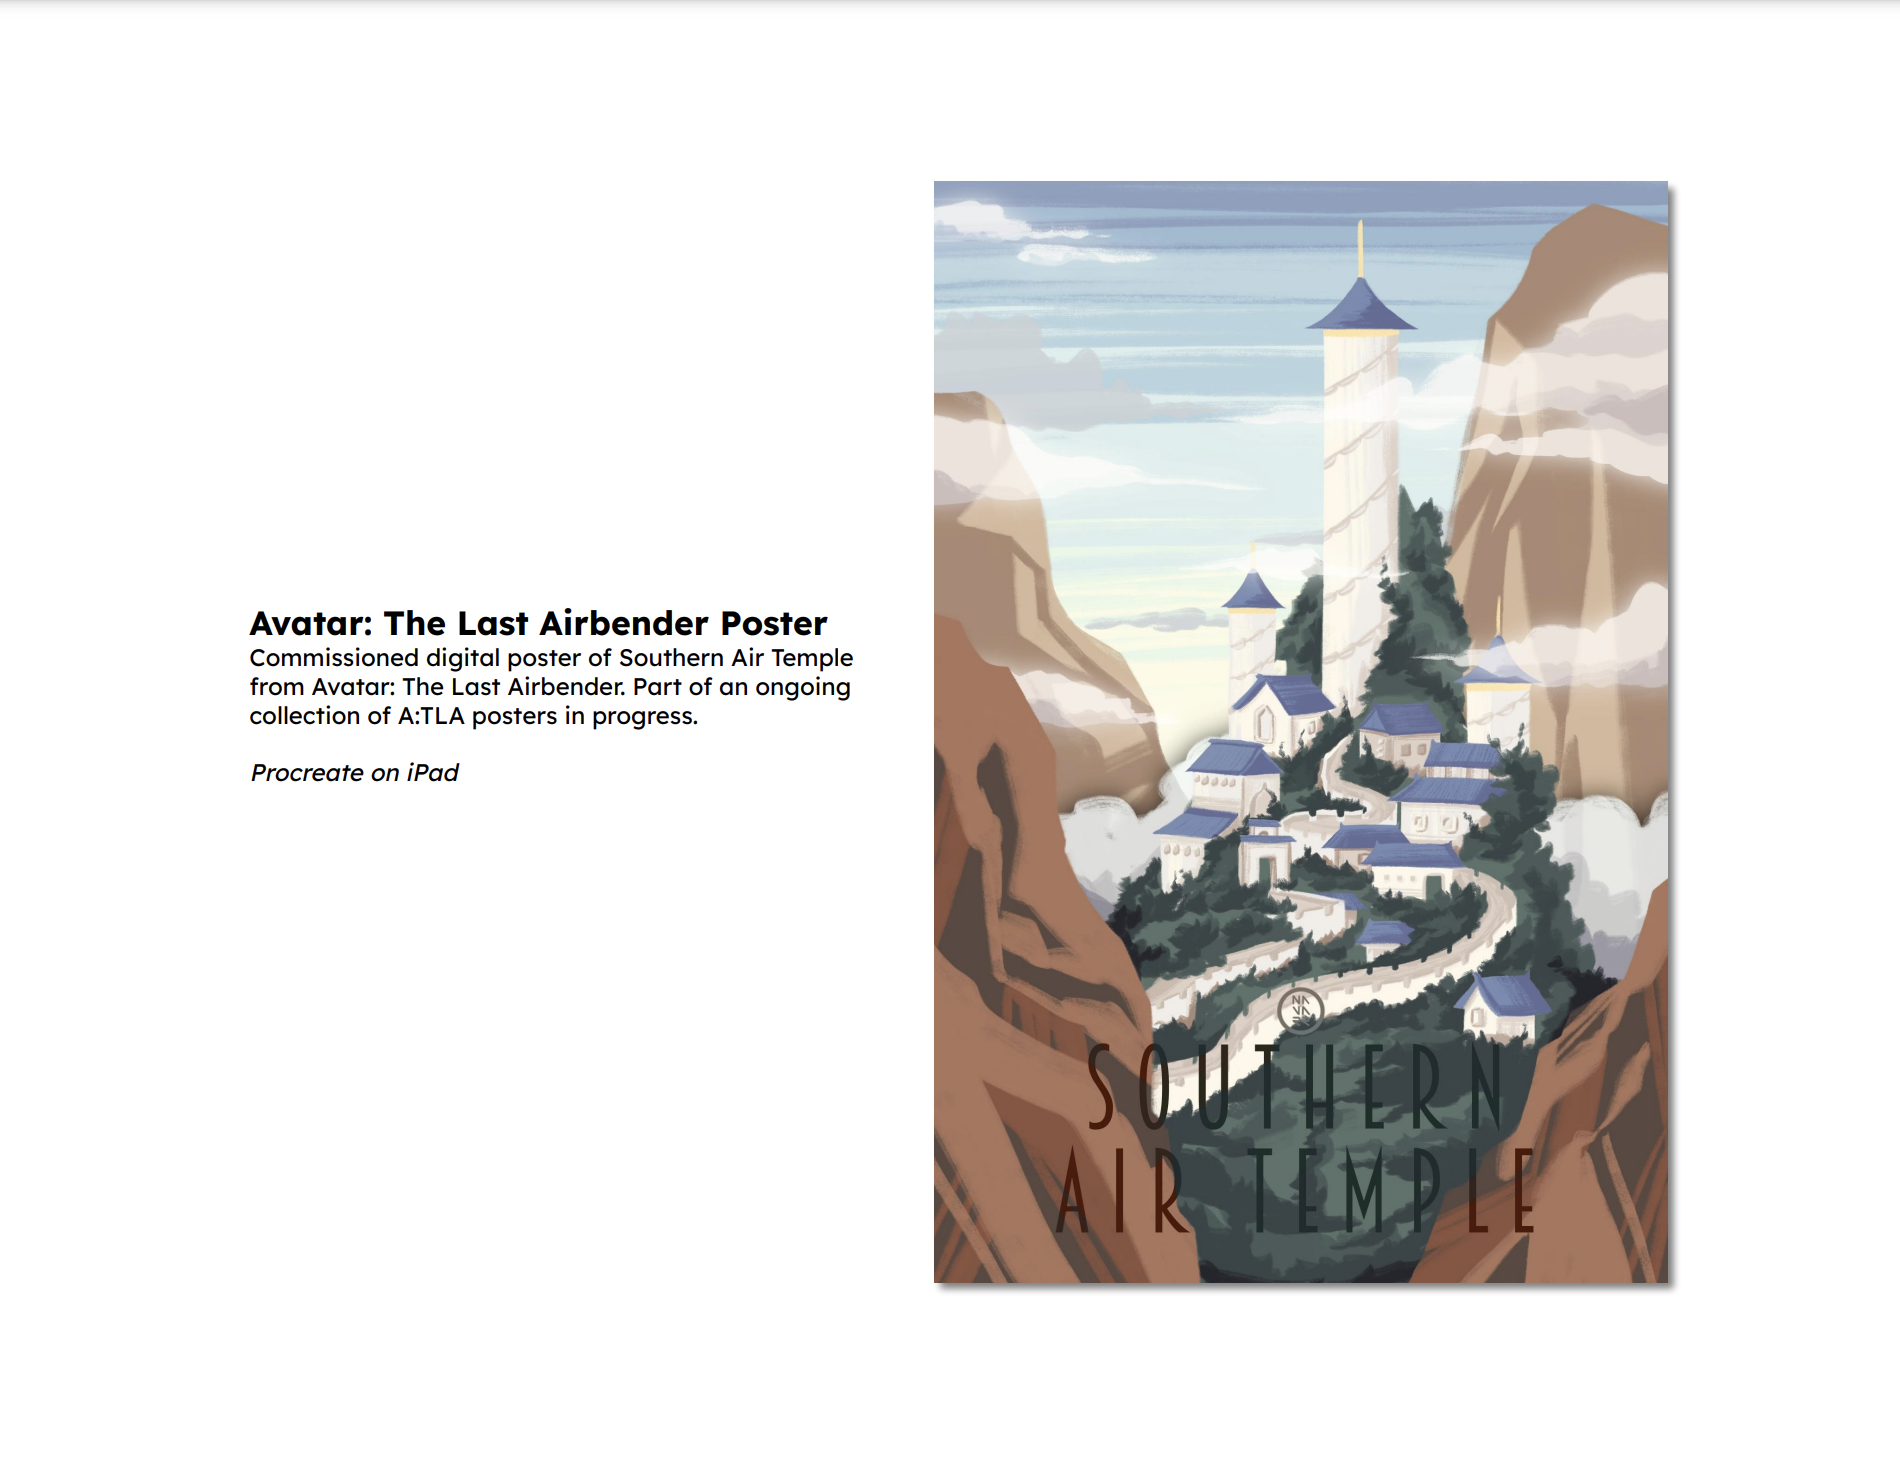 Avatar: The Last Airbender Poster
Commissioned digital poster of Southern Air Temple
from Avatar: The Last Airbender. Part of an ongoing
collection of A:TLA posters in progress.
Procreate on iPad
SOUTHERN
AIR TEMPLE